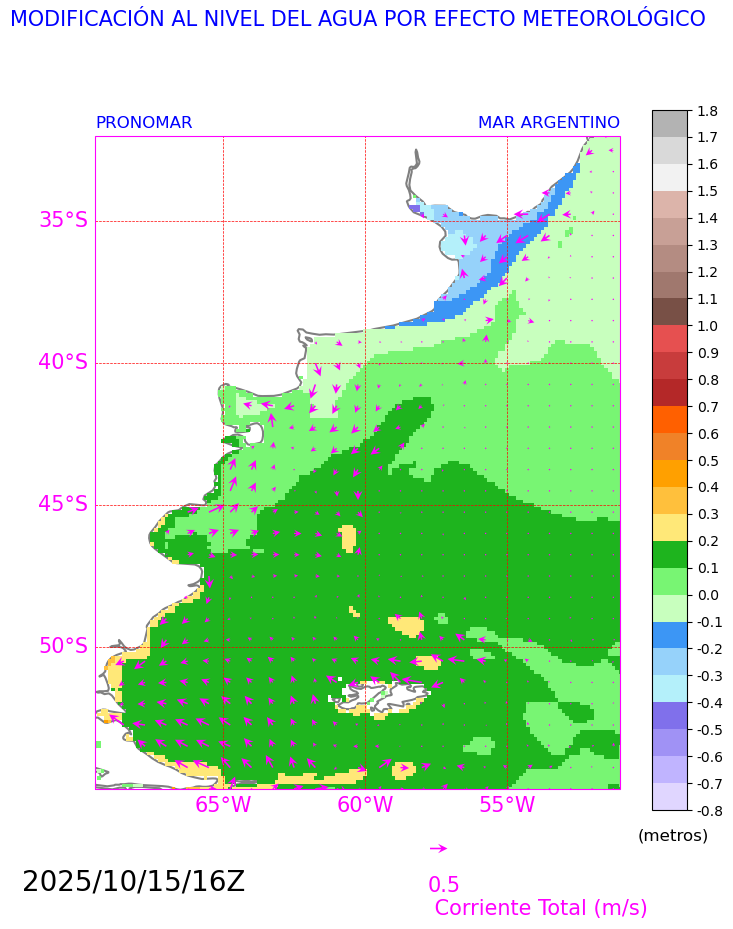 MODIFICACIÓN AL NIVEL DEL AGUA POR EFECTO METEOROLÓGICO
PRONOMAR MAR ARGENTINO
35°S
40°S
45°S
50°S
65°W 60°W 55°W
1.8
1.7
1.6
1.5
1.4
1.3
1.2
1.1
1.0
0.9
0.8
0.7
0.6
0.5
0.4
0.3
0.2
0.1
0.0
-0.1
-0.2
-0.3
-0.4
-0.5
-0.6
-0.7
-0.8
(metros)
2025/10/15/16Z
0.5
Corriente Total (m/s)